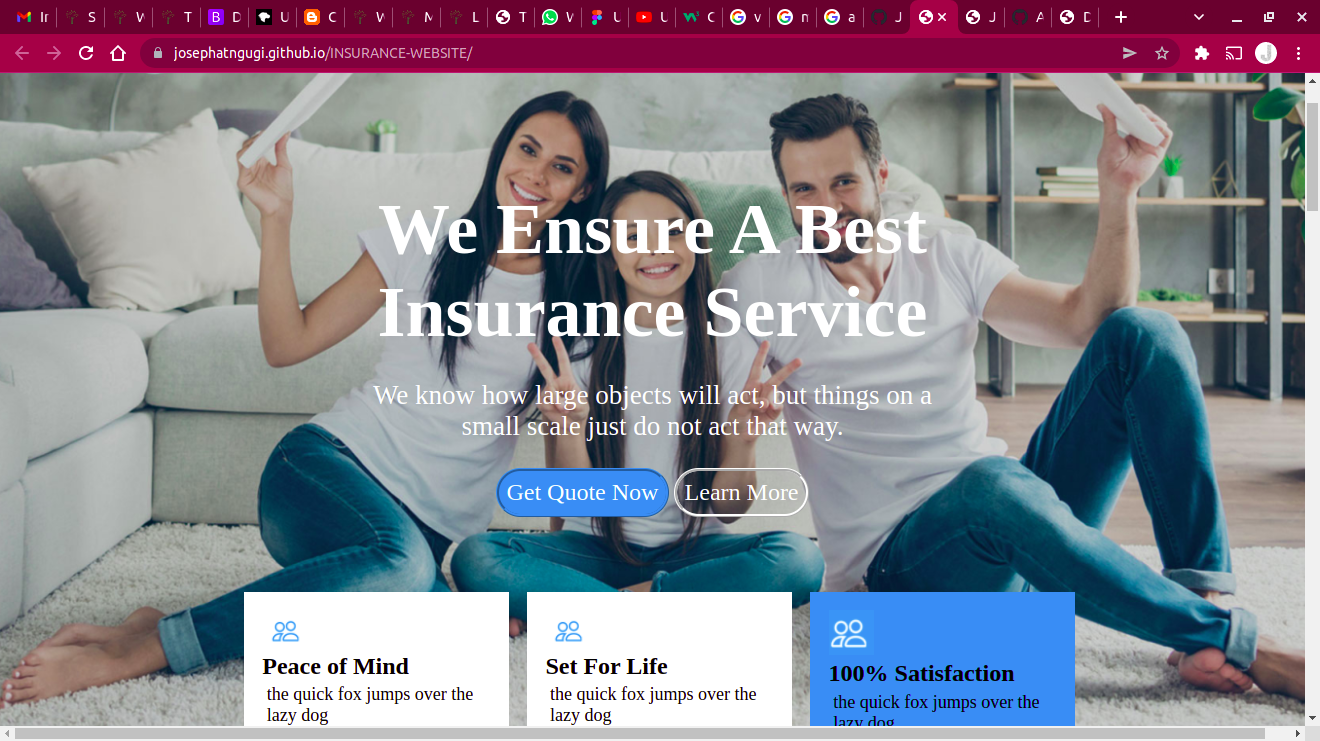 Ir
S
W
T
B
D
U
C
W
M
L
T
W
U
U
C
v
n
a
J
J
A
D
josephatngugi.github.io/INSURANCE-WEBSITE/
J
We Ensure A Best
Insurance Service
We know how large objects will act, but things on a
small scale just do not act that way.
Get Quote Now
Learn More
Peace of Mind
the quick fox jumps over the
lazy dog
Set For Life
the quick fox jumps over the
lazy dog
100% Satisfaction
the quick fox jumps over the
lazy dog